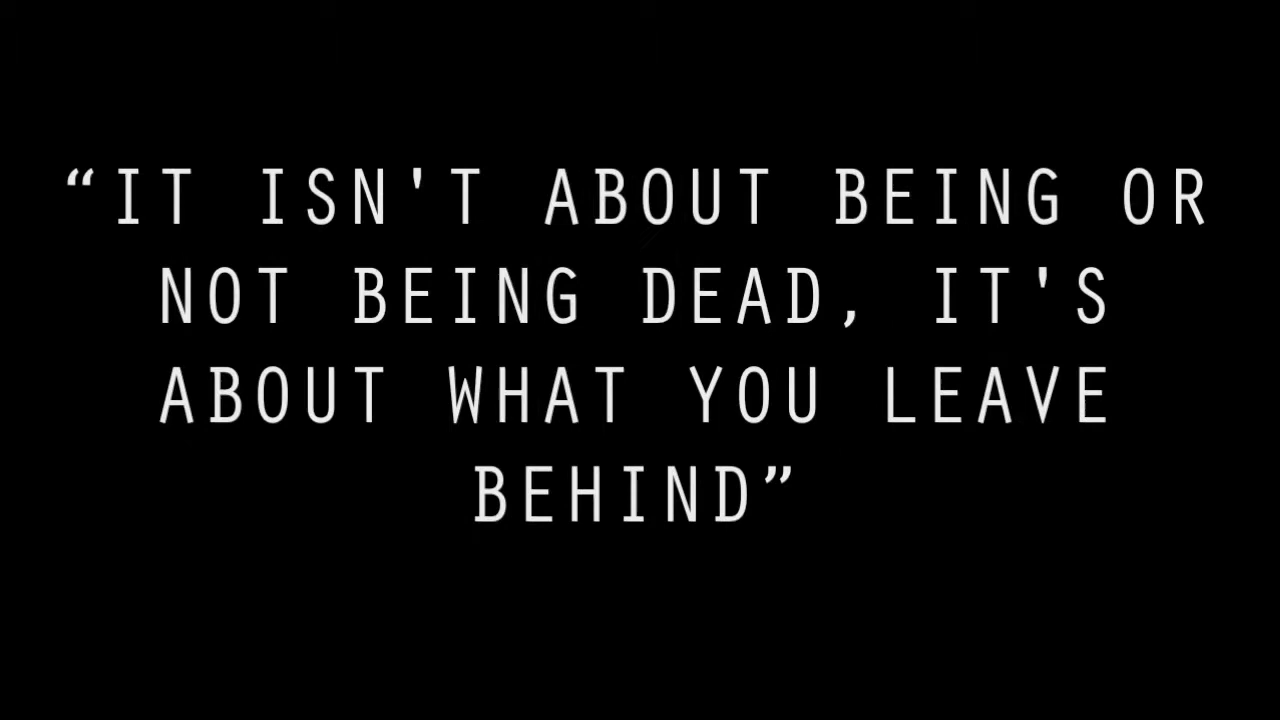 “IT ISN'T ABOUT BEING OR
NOT BEING DEAD, IT'S
ABOUT WHAT YOU LEAVE
BEHIND”